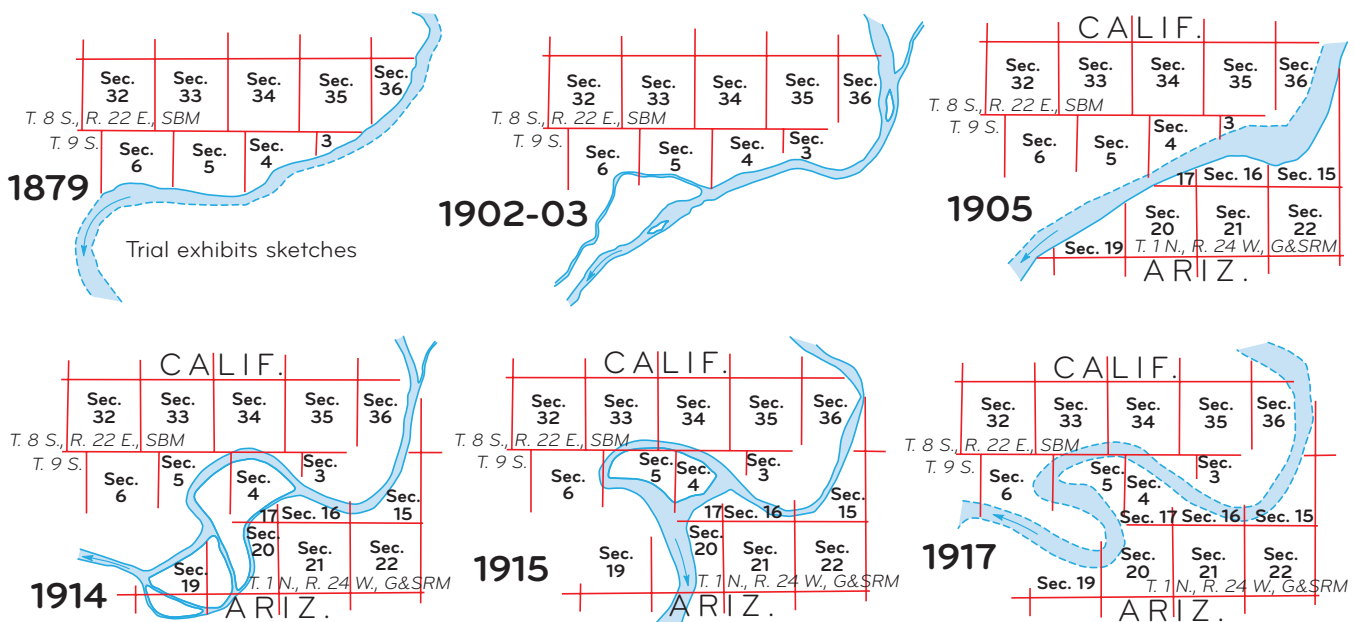 Sec.
32
Sec.
33
Sec.
34
Sec.
35
Sec.
36
T. 8 S., R. 22 E., SBM
T. 9 S.
Sec.
6
Sec.
5
Sec.
4
3
1879
Trial exhibits sketches
Sec.
32
Sec.
33
Sec.
34
Sec.
35
Sec.
36
T. 8 S., R. 22 E., SBM
T. 9 S.
Sec.
6
Sec.
5
Sec.
4
Sec.
3
1902-03
CALIF.
Sec.
32
Sec.
33
Sec.
34
Sec.
35
Sec.
36
T. 8 S., R. 22 E., SBM
T. 9 S.
Sec.
6
Sec.
5
Sec.
4
3
17
Sec. 16
Sec. 15
1905
Sec.
20
Sec.
21
Sec.
22
Sec. 19
T. 1 N., R. 24 W., G&SRM
ARIZ.
CALIF.
Sec.
32
Sec.
33
Sec.
34
Sec.
35
Sec.
36
T. 8 S., R. 22 E., SBM
T. 9 S.
Sec.
6
Sec.
5
Sec.
4
Sec.
3
17
Sec. 16
Sec.
15
Sec.
20
Sec.
21
Sec.
22
Sec.
19
T. 1 N., R. 24 W., G&SRM
1914
ARIZ.
CALIF.
Sec.
32
Sec.
33
Sec.
34
Sec.
35
Sec.
36
T. 8 S., R. 22 E., SBM
T. 9 S.
Sec.
6
Sec.
5
Sec.
4
Sec.
3
17
Sec. 16
Sec.
15
Sec.
19
Sec.
20
Sec.
21
Sec.
22
T. 1 N., R. 24 W., G&SRM
1915
ARIZ.
CALIF.
Sec.
32
Sec.
33
Sec.
34
Sec.
35
Sec.
36
T. 8 S., R. 22 E., SBM
T. 9 S.
Sec.
6
Sec.
5
Sec.
4
Sec.
3
Sec. 17
Sec. 16
Sec. 15
1917
Sec.
20
Sec.
21
Sec.
22
Sec. 19
T. 1 N., R. 24 W., G&SRM
ARIZ.